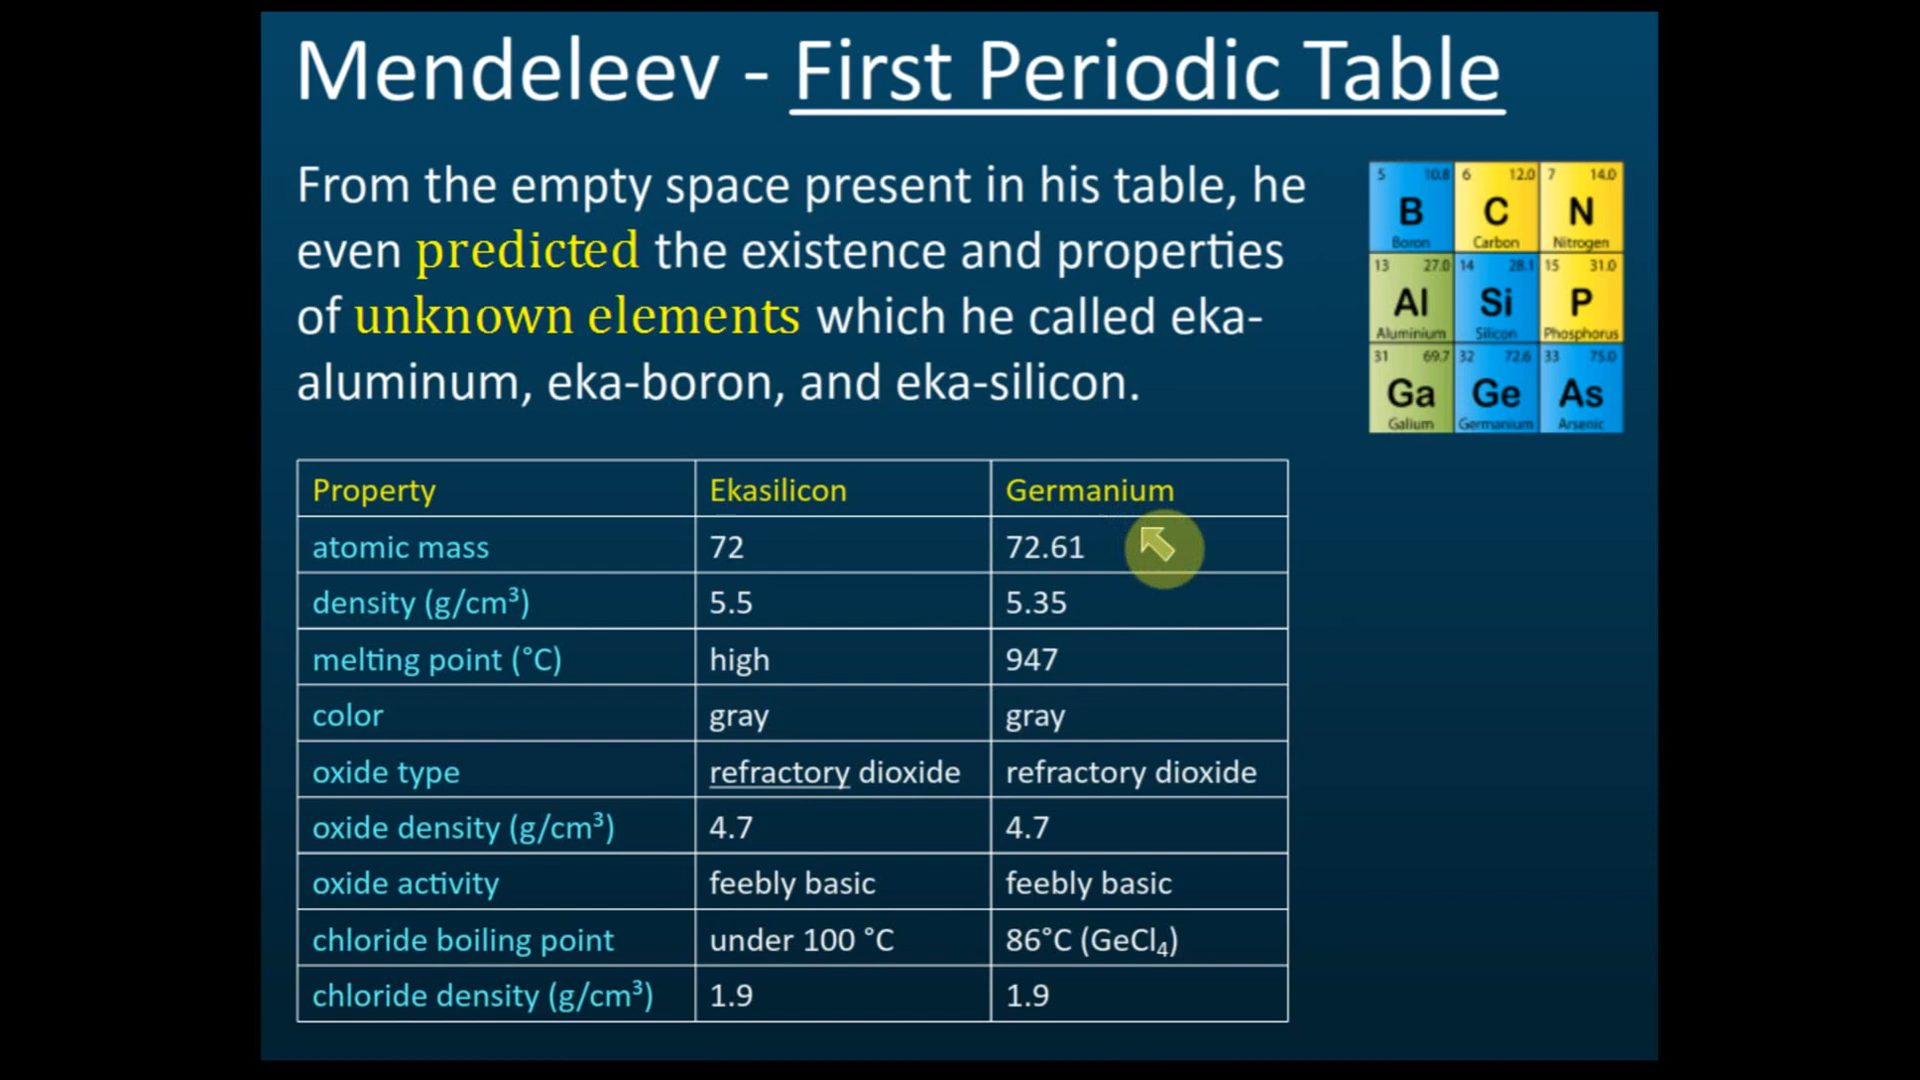 Mendeleev - First Periodic Table
From the empty space present in his table, he
even predicted the existence and properties
of unknown elements which he called eka-
aluminum, eka-boron, and eka-silicon.
5 10.8 6 12.0 7 14.0
B C N
Boron Carbon Nitrogen
13 27.0 14 28.1 15 31.0
Al Si P
Aluminium Silicon Phosphorus
31 69.7 32 72.6 33 75.0
Ga Ge As
Galium Germanium Arsenic
Property Ekasilicon Germanium
atomic mass 72 72.61
density (g/cm³) 5.5 5.35
melting point (°C) high 947
color gray gray
oxide type refractory dioxide refractory dioxide
oxide density (g/cm³) 4.7 4.7
oxide activity feebly basic feebly basic
chloride boiling point under 100 °C 86°C (GeCl₄)
chloride density (g/cm³) 1.9 1.9